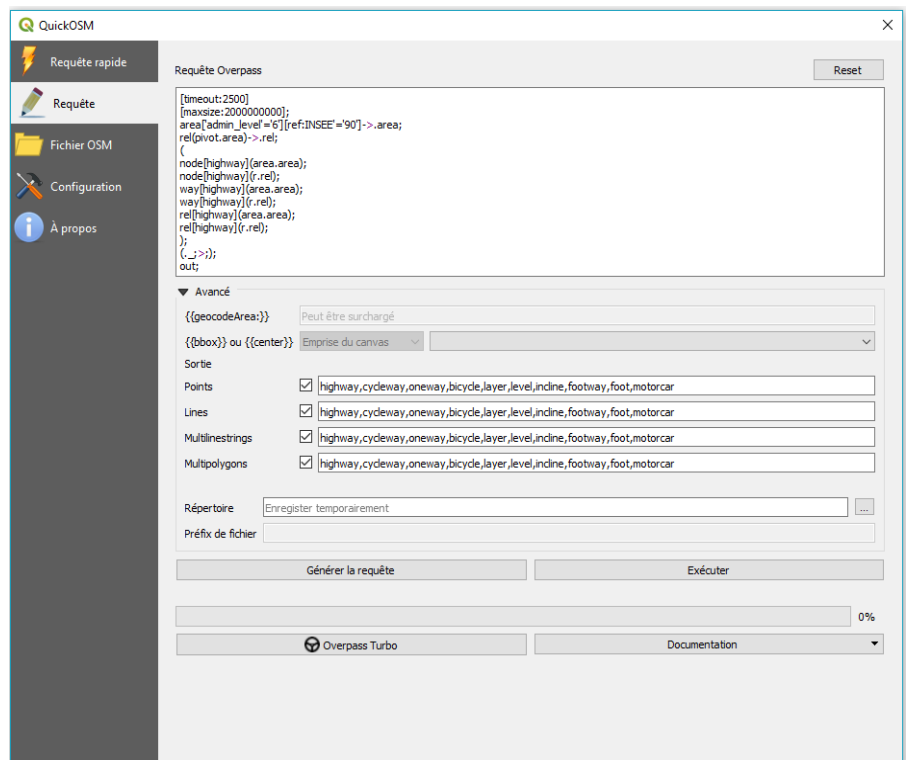 QuickOSM
Requête rapide
Requête
Fichier OSM
Configuration
À propos
Requête Overpass
Reset
[timeout:2500]
[maxsize:2000000000];
area['admin_level'='6'][ref:INSEE'='90']->.area;
rel(pivot.area)->.rel;
(
node[highway](area.area);
node[highway](r.rel);
way[highway](area.area);
way[highway](r.rel);
rel[highway](area.area);
rel[highway](r.rel);
);
(._;>;);
out;
Avancé
{{geocodeArea:}} Peut être surchargé
{{bbox}} ou {{center}} Emprise du canvas
Sortie
Points highway,cycleway,oneway,bicycle,layer,level,incline,footway,foot,motorcar
Lines highway,cycleway,oneway,bicycle,layer,level,incline,footway,foot,motorcar
Multilinestrings highway,cycleway,oneway,bicycle,layer,level,incline,footway,foot,motorcar
Multipolygons highway,cycleway,oneway,bicycle,layer,level,incline,footway,foot,motorcar
Répertoire Enregister temporairement ...
Préfix de fichier
Générer la requête Exécuter
0%
Overpass Turbo Documentation